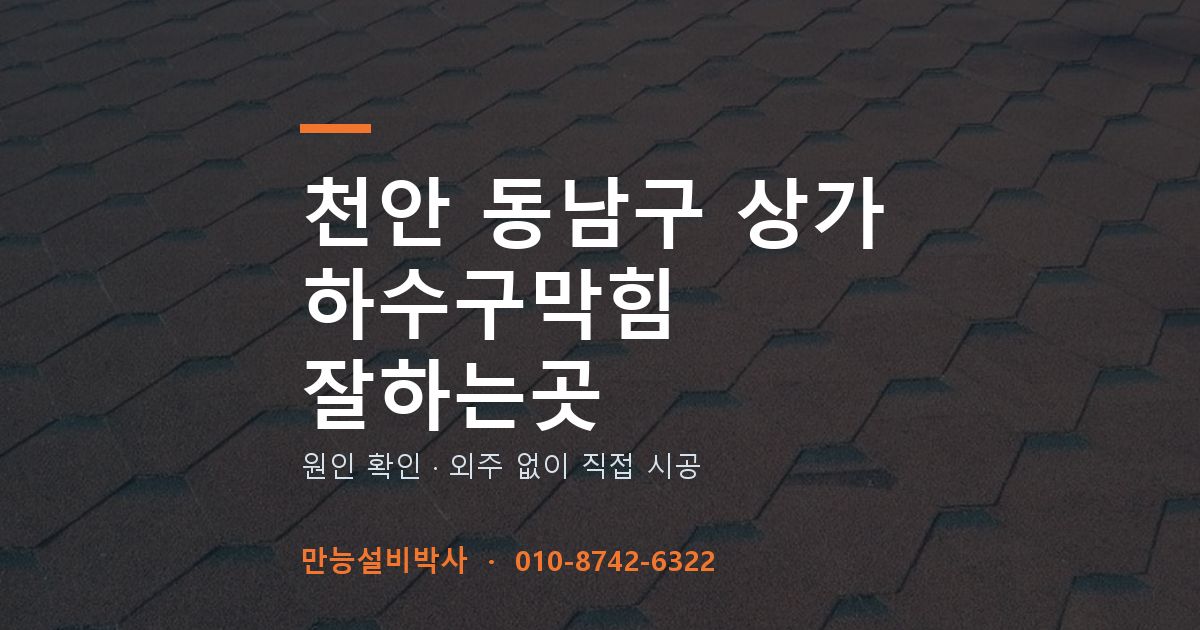 천안 동남구 상가
하수구막힘
잘하는곳
원인 확인 · 외주 없이 직접 시공
만능설비박사 · 010-8742-6322